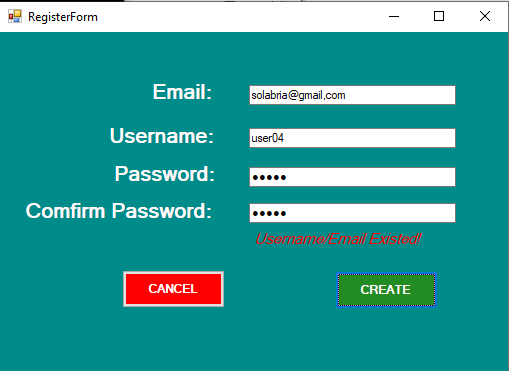 RegisterForm
Email:
solabria@gmail.com
Username:
user04
Password:
•••••
Comfirm Password:
•••••
Username/Email Existed!
CANCEL
CREATE